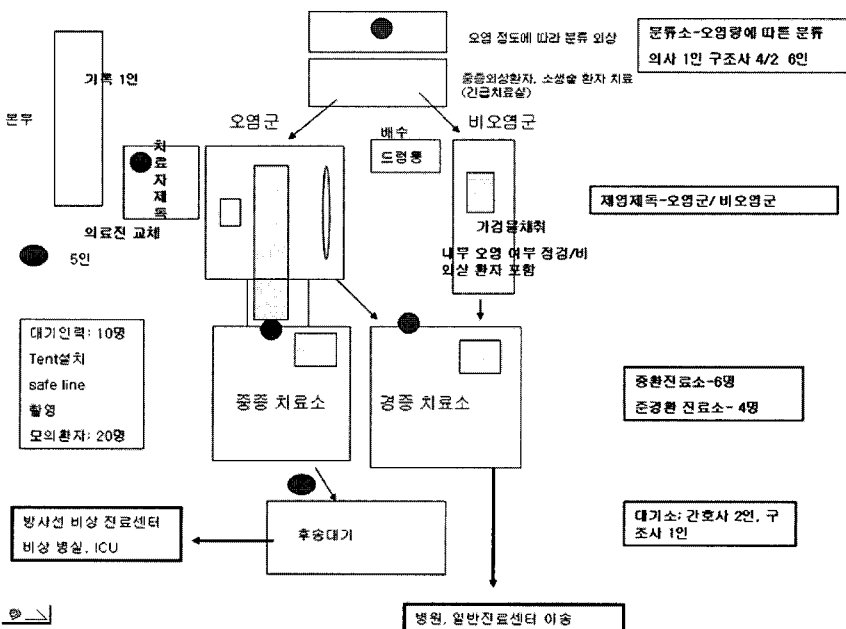 오염 정도에 따라 분류 외상
분류소-오염량에 따른 분류
의사 1인 구조사 4/2 6인
중증외상환자, 소생술 환자 치료
(긴급치료실)
기록 1인
본부
오염군
배수
비오염군
드럼통
치
료
자
제
독
제염제독-오염군/비오염군
의료진 교체
가검물채취
5인
내부 오염 여부 점검/비
외상 환자 포함
대기인력: 10명
Tent설치
safe line
촬영
모의환자: 20명
중증 치료소
경증 치료소
중환진료소-6명
준경환 진료소- 4명
방사선 비상 진료센터
비상 병실, ICU
후송대기
대기소: 간호사 2인, 구
조사 1인
병원, 일반진료센터 이송